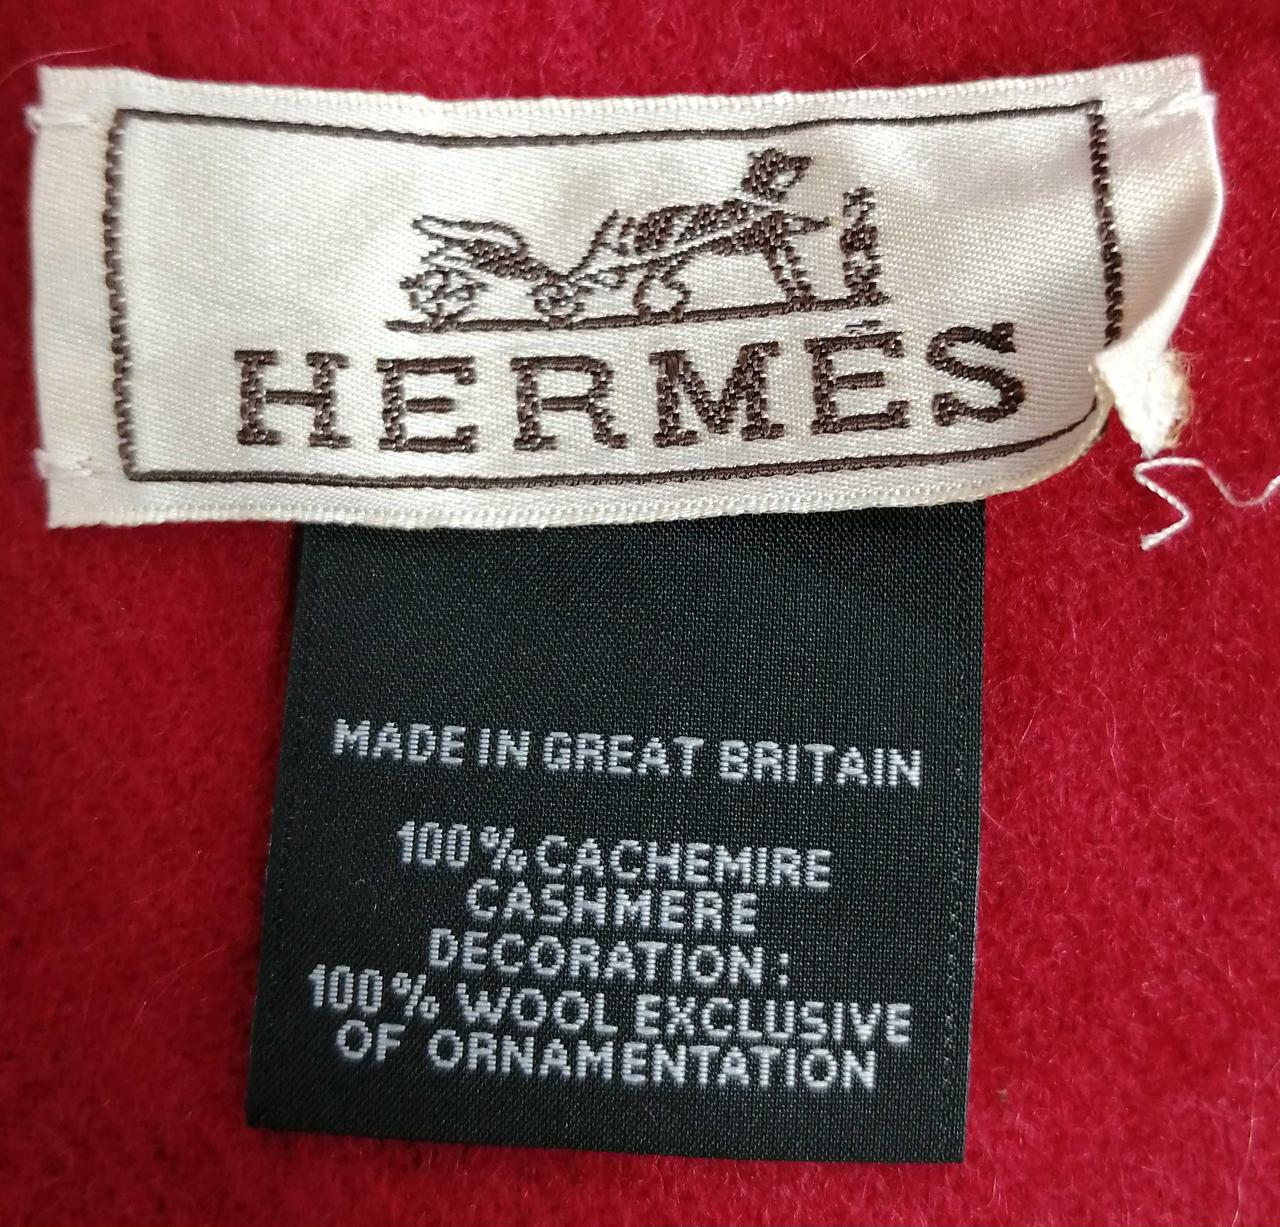 HERMÈS
MADE IN GREAT BRITAIN
100% CACHEMIRE
CASHMERE
DECORATION:
100% WOOL EXCLUSIVE
OF ORNAMENTATION